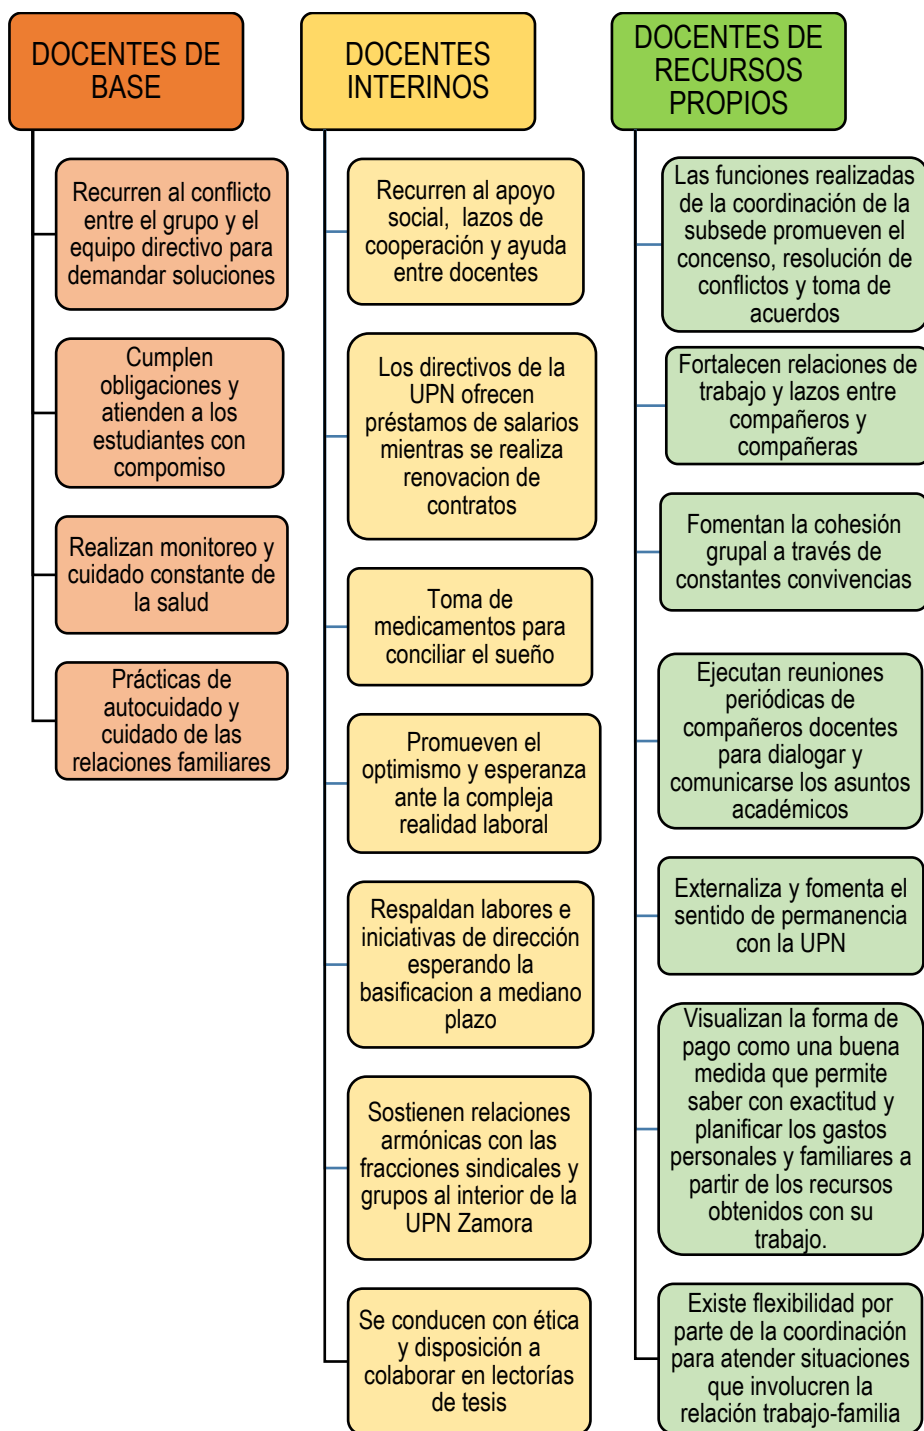 DOCENTES DE
BASE
Recurren al conflicto
entre el grupo y el
equipo directivo para
demandar soluciones
Cumplen
obligaciones y
atienden a los
estudiantes con
compomiso
Realizan monitoreo y
cuidado constante de
la salud
Prácticas de
autocuidado y
cuidado de las
relaciones familiares
DOCENTES
INTERINOS
Recurren al apoyo
social, lazos de
cooperación y ayuda
entre docentes
Los directivos de la
UPN ofrecen
préstamos de salarios
mientras se realiza
renovacion de
contratos
Toma de
medicamentos para
conciliar el sueño
Promueven el
optimismo y esperanza
ante la compleja
realidad laboral
Respaldan labores e
iniciativas de dirección
esperando la
basificacion a mediano
plazo
Sostienen relaciones
armónicas con las
fracciones sindicales y
grupos al interior de la
UPN Zamora
Se conducen con ética
y disposición a
colaborar en lectorías
de tesis
DOCENTES DE
RECURSOS
PROPIOS
Las funciones realizadas
de la coordinación de la
subsede promueven el
concenso, resolución de
conflictos y toma de
acuerdos
Fortalecen relaciones de
trabajo y lazos entre
compañeros y
compañeras
Fomentan la cohesión
grupal a través de
constantes convivencias
Ejecutan reuniones
periódicas de
compañeros docentes
para dialogar y
comunicarse los asuntos
académicos
Externaliza y fomenta el
sentido de permanencia
con la UPN
Visualizan la forma de
pago como una buena
medida que permite
saber con exactitud y
planificar los gastos
personales y familiares a
partir de los recursos
obtenidos con su
trabajo.
Existe flexibilidad por
parte de la coordinación
para atender situaciones
que involucren la
relación trabajo-familia